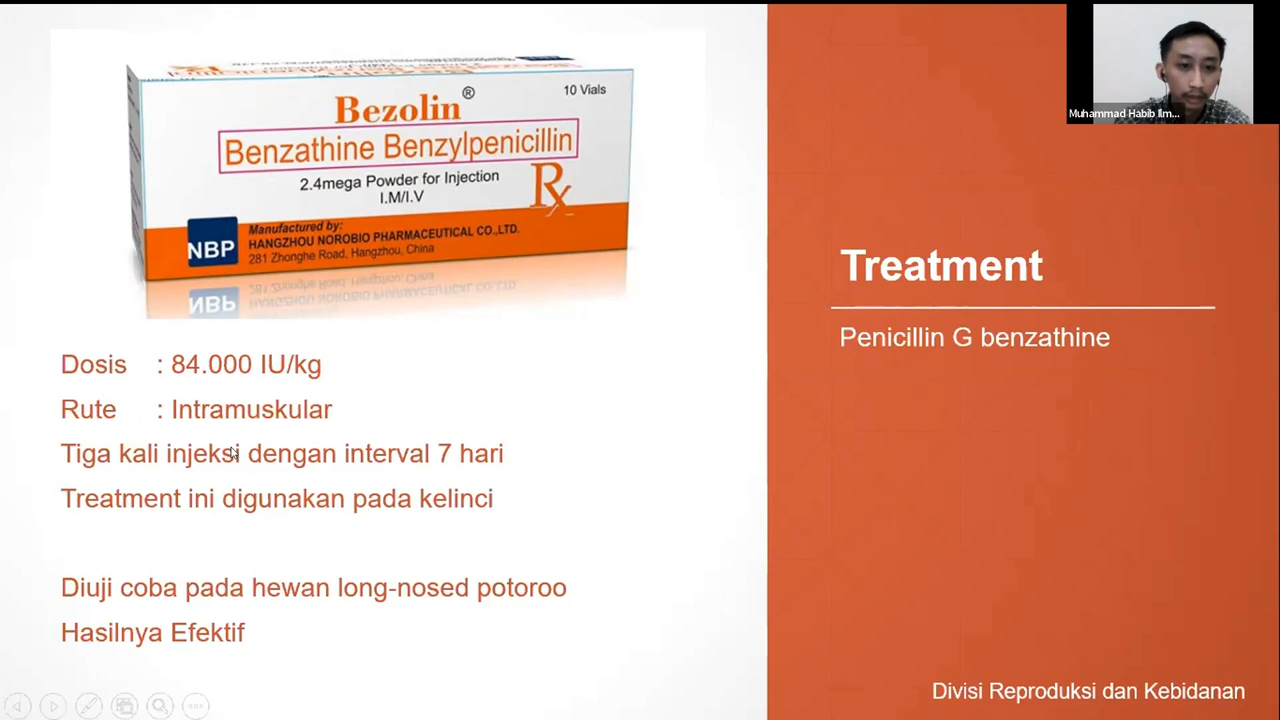 Bezolin®
10 Vials
Benzathine Benzylpenicillin
2.4mega Powder for Injection
I.M/I.V
Rx
NBP
Manufactured by:
HANGZHOU NOROBIO PHARMACEUTICAL CO.,LTD.
281 Zhonghe Road, Hangzhou, China
Dosis : 84.000 IU/kg
Rute : Intramuskular
Tiga kali injeksi dengan interval 7 hari
Treatment ini digunakan pada kelinci
Diuji coba pada hewan long-nosed potoroo
Hasilnya Efektif
Muhammad Habib Ilm...
Treatment
Penicillin G benzathine
Divisi Reproduksi dan Kebidanan